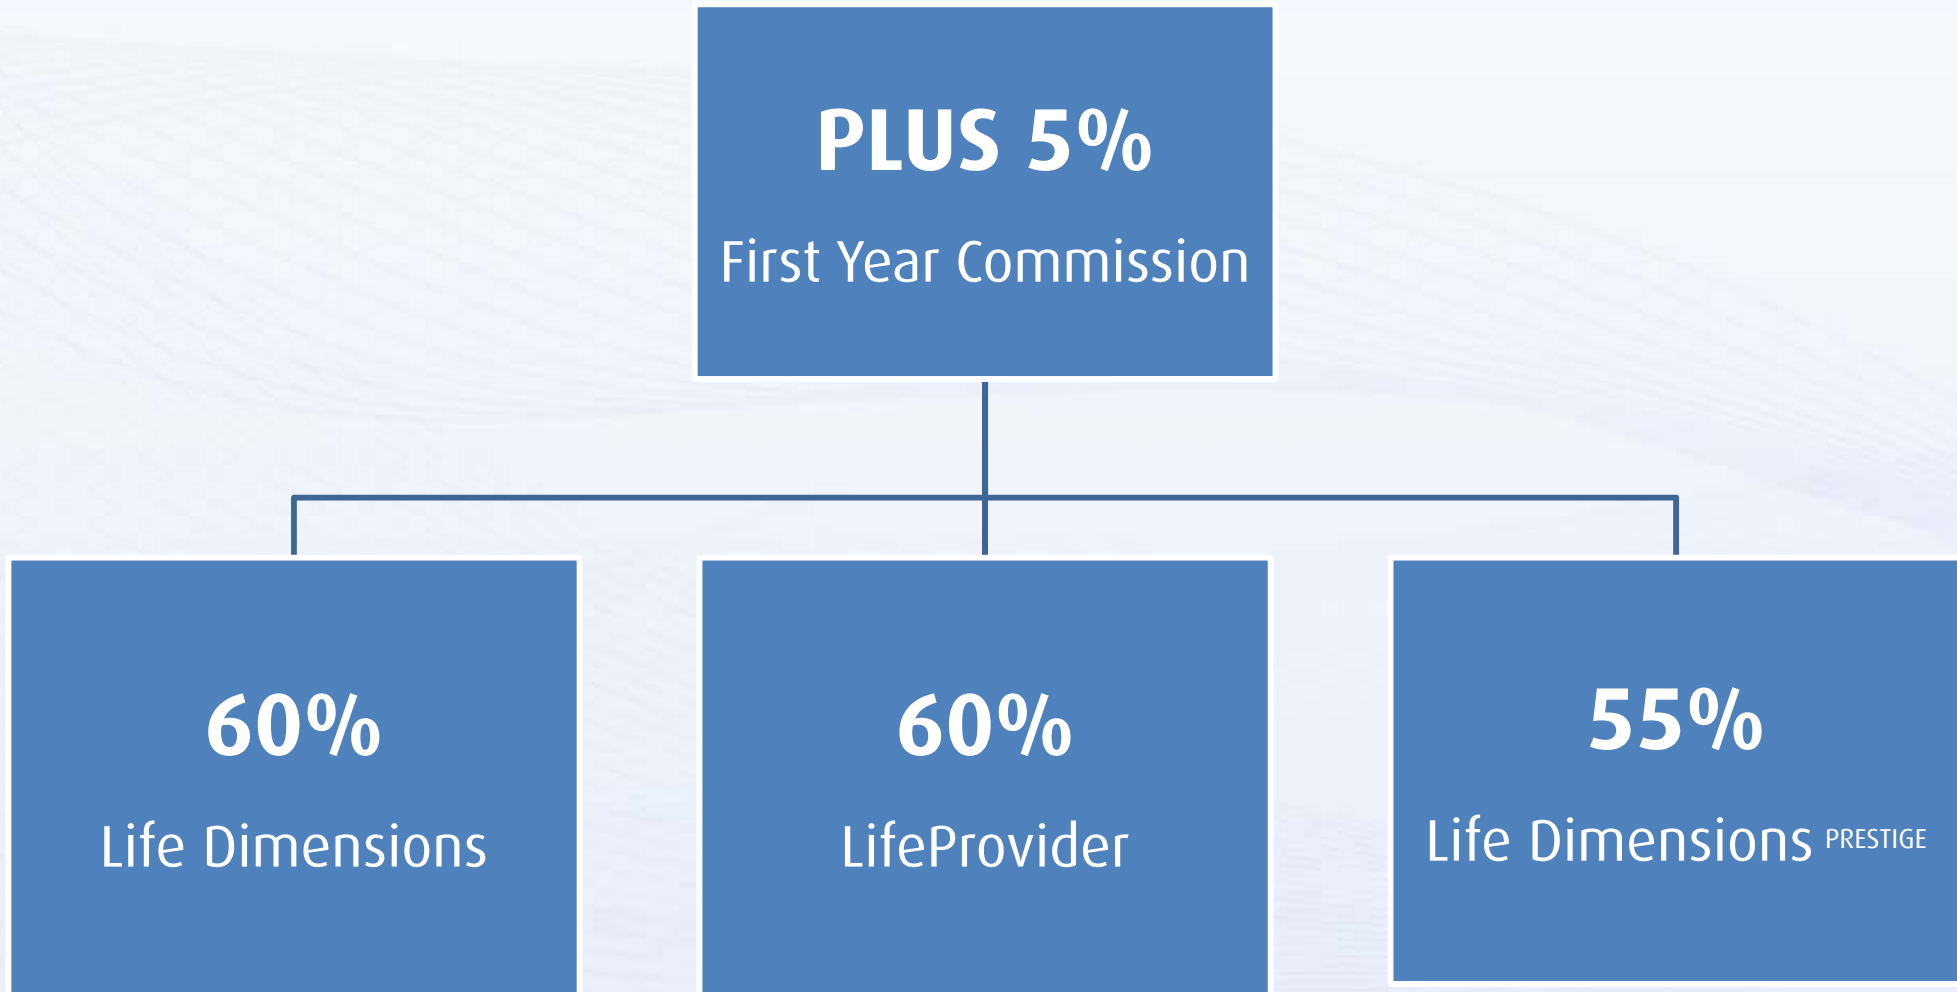 PLUS 5%
First Year Commission
60%
Life Dimensions
60%
LifeProvider
55%
Life Dimensions PRESTIGE